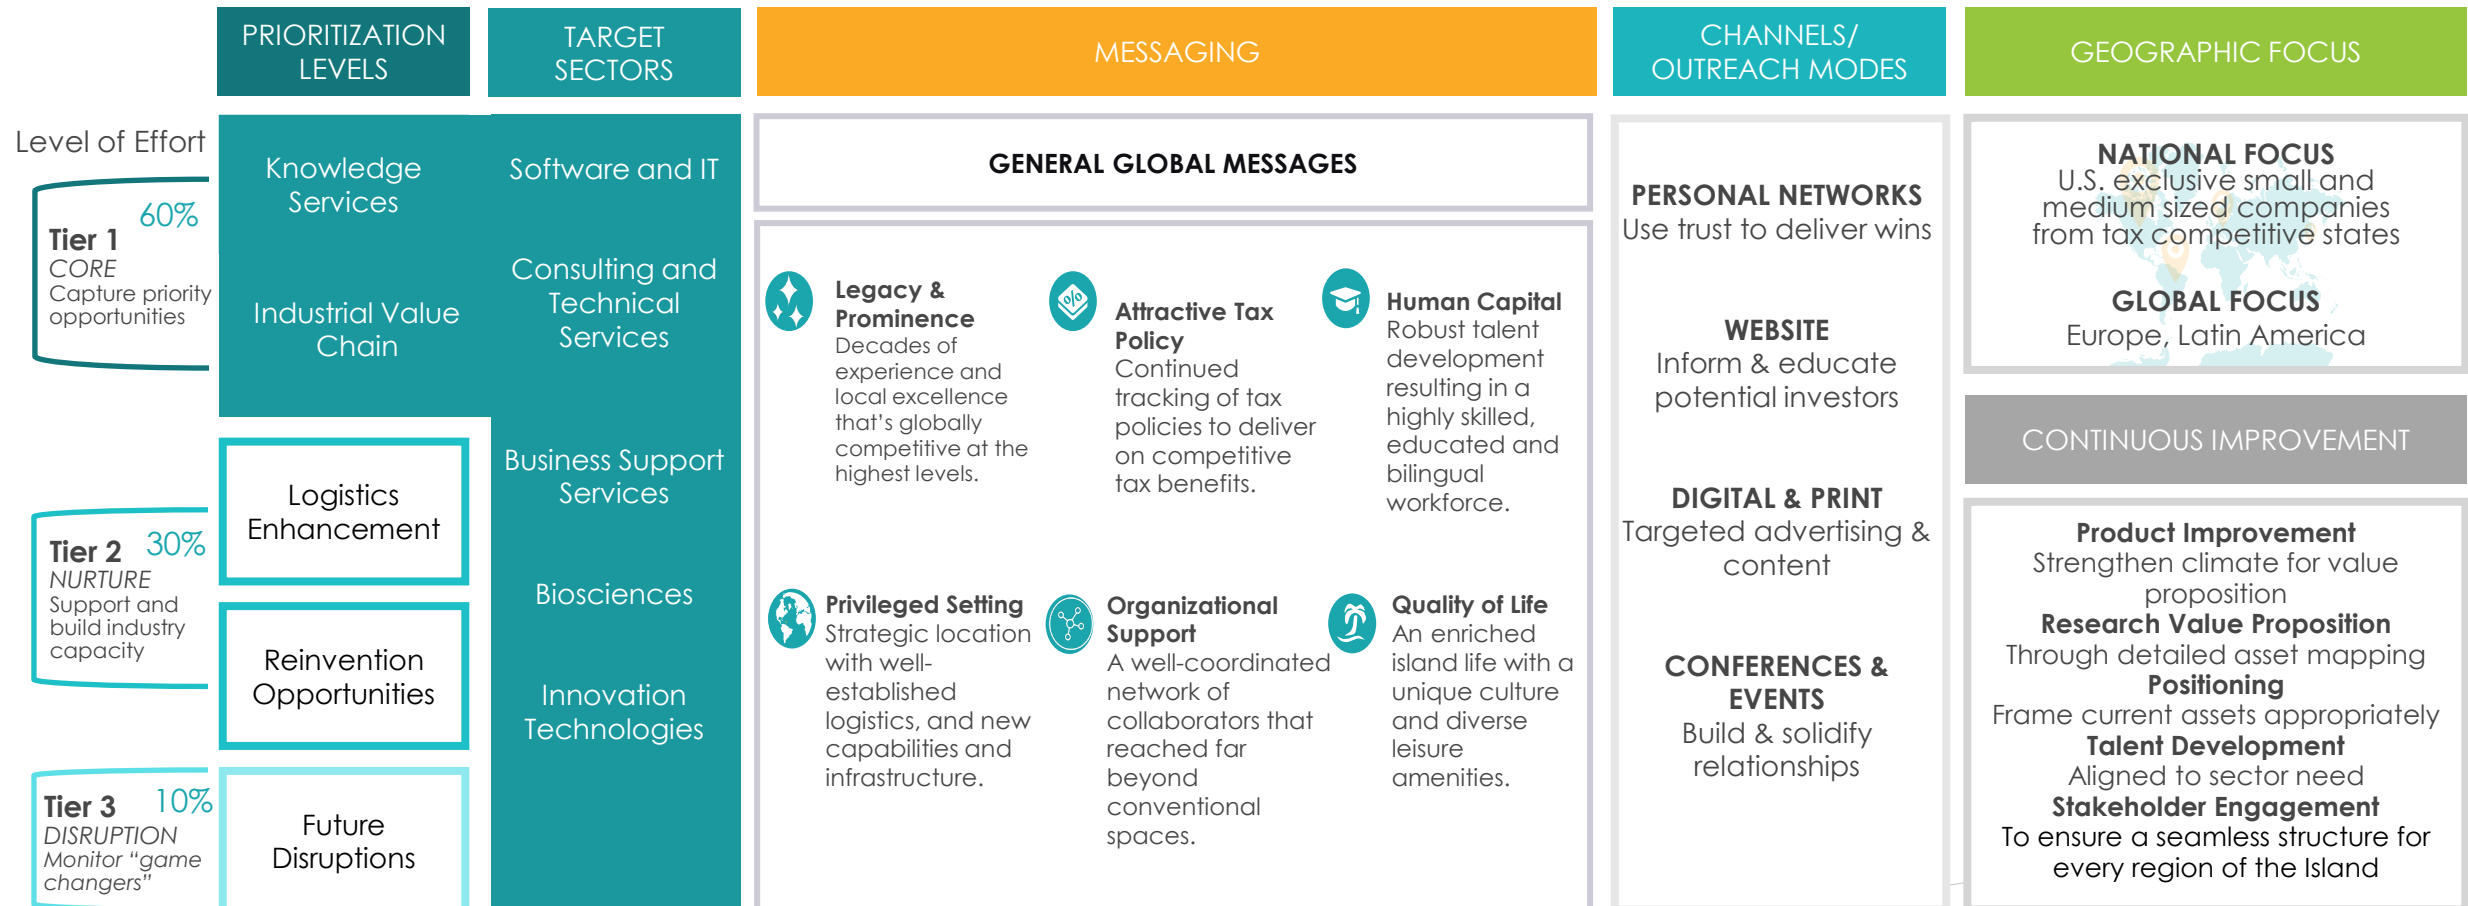 PRIORITIZATION
LEVELS
TARGET
SECTORS
MESSAGING
CHANNELS/
OUTREACH MODES
GEOGRAPHIC FOCUS
Level of Effort
60%
Tier 1
CORE
Capture priority
opportunities
30%
Tier 2
NURTURE
Support and
build industry
capacity
10%
Tier 3
DISRUPTION
Monitor “game
changers”
Knowledge
Services
Industrial Value
Chain
Logistics
Enhancement
Reinvention
Opportunities
Future
Disruptions
Software and IT
Consulting and
Technical
Services
Business Support
Services
Biosciences
Innovation
Technologies
GENERAL GLOBAL MESSAGES
Legacy &
Prominence
Decades of
experience and
local excellence
that’s globally
competitive at the
highest levels.
%
Attractive Tax
Policy
Continued
tracking of tax
policies to deliver
on competitive
tax benefits.
Human Capital
Robust talent
development
resulting in a
highly skilled,
educated and
bilingual
workforce.
Privileged Setting
Strategic location
with well-
established
logistics, and new
capabilities and
infrastructure.
Organizational
Support
A well-coordinated
network of
collaborators that
reached far
beyond
conventional
spaces.
Quality of Life
An enriched
island life with a
unique culture
and diverse
leisure
amenities.
PERSONAL NETWORKS
Use trust to deliver wins
WEBSITE
Inform & educate
potential investors
DIGITAL & PRINT
Targeted advertising &
content
CONFERENCES &
EVENTS
Build & solidify
relationships
NATIONAL FOCUS
U.S. exclusive small and
medium sized companies
from tax competitive states
GLOBAL FOCUS
Europe, Latin America
CONTINUOUS IMPROVEMENT
Product Improvement
Strengthen climate for value
proposition
Research Value Proposition
Through detailed asset mapping
Positioning
Frame current assets appropriately
Talent Development
Aligned to sector need
Stakeholder Engagement
To ensure a seamless structure for
every region of the Island